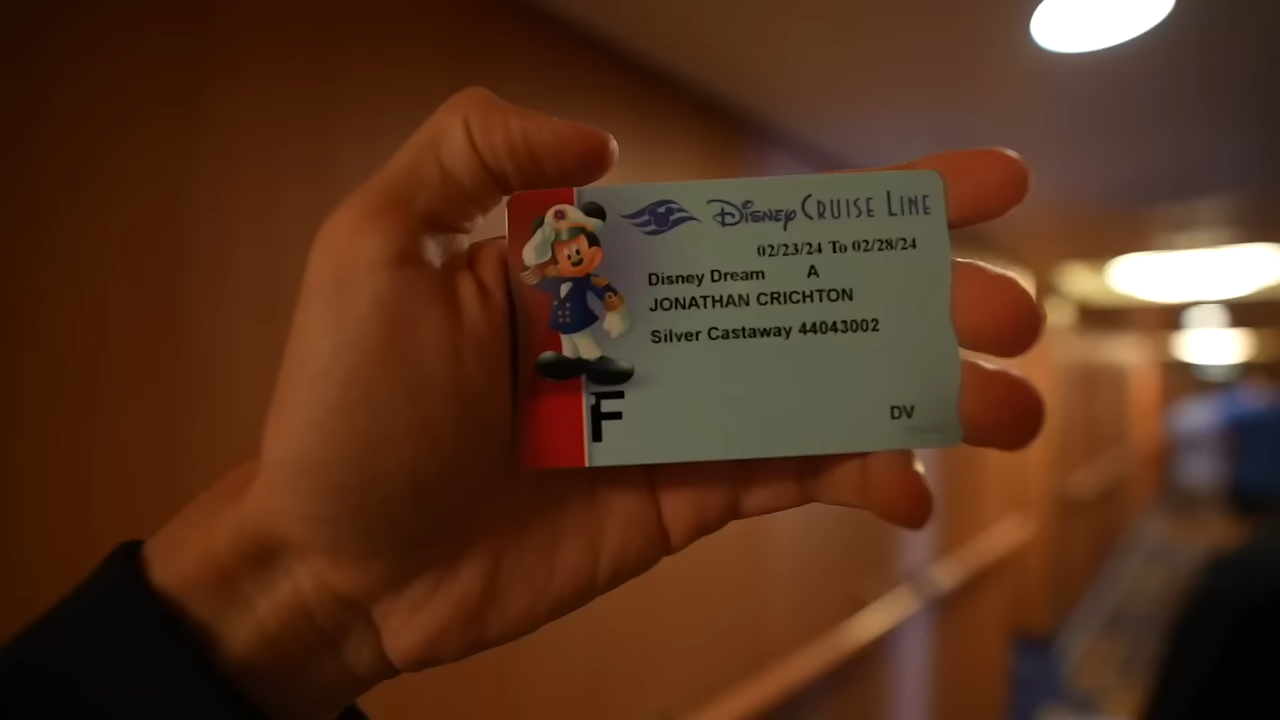 Disney Cruise Line
02/23/24 To 02/28/24
Disney Dream A
JONATHAN CRICHTON
Silver Castaway 44043002
F
DV